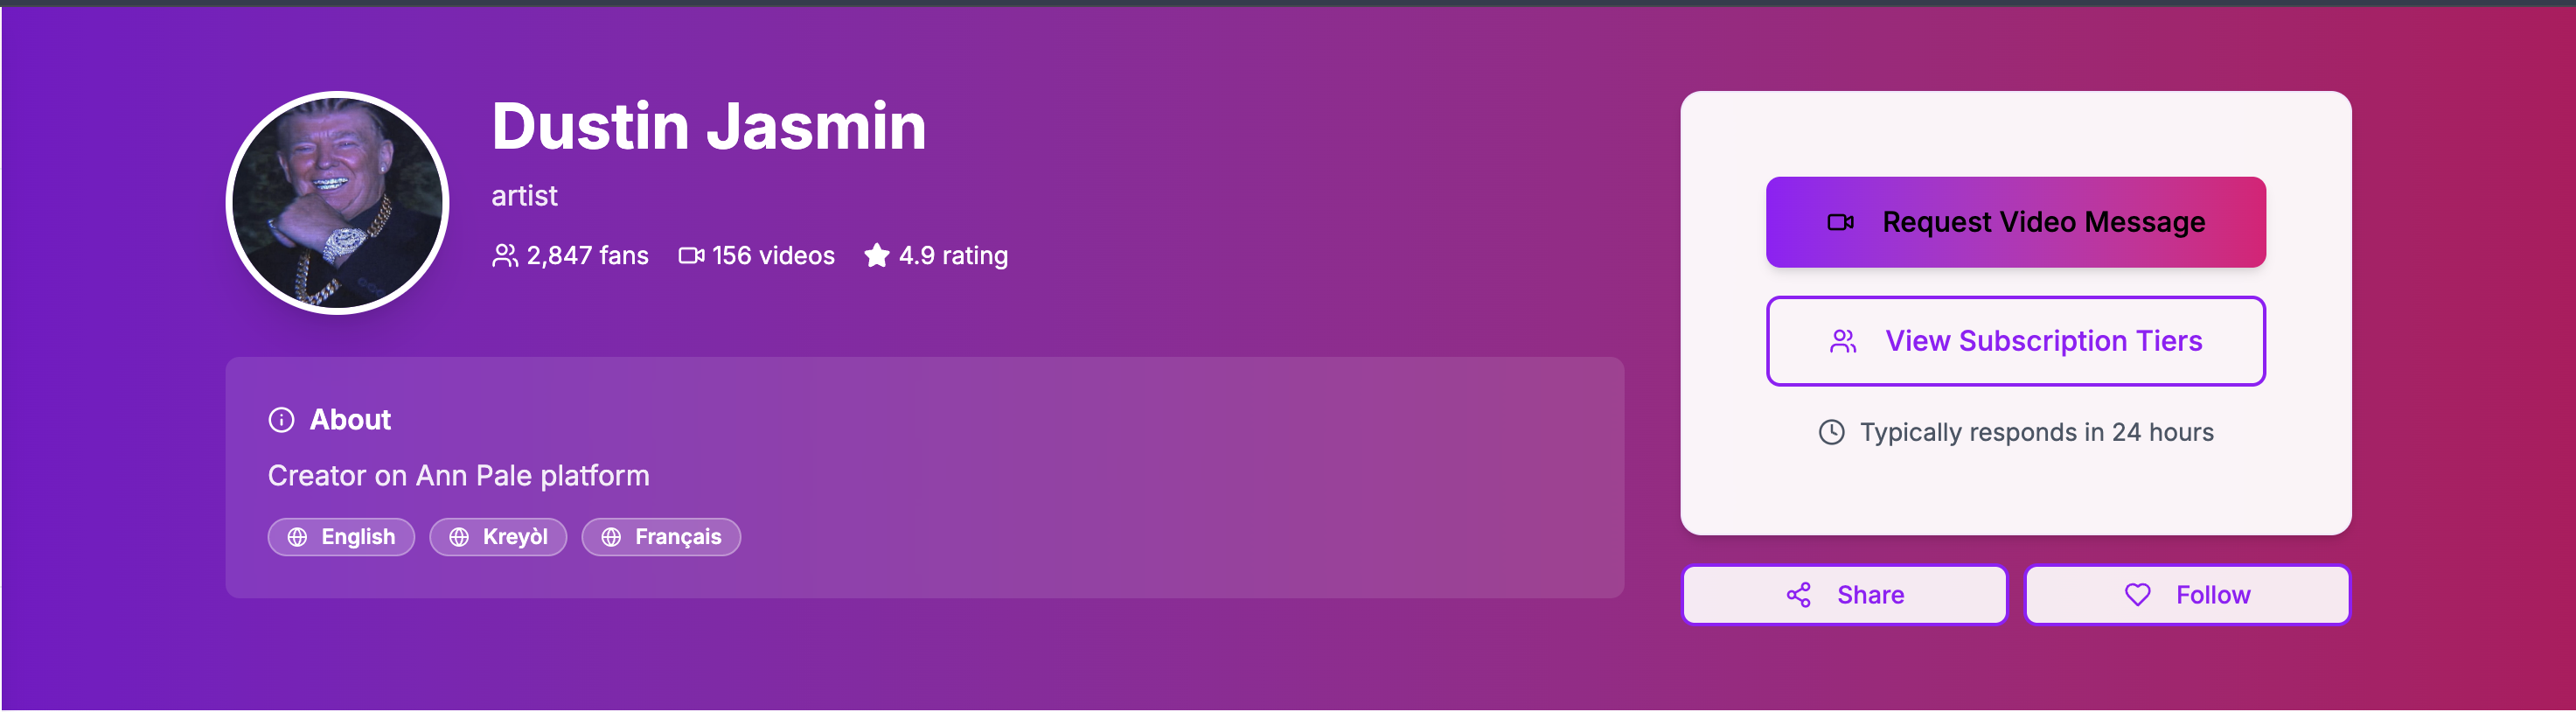 Dustin Jasmin
artist
2,847 fans 156 videos 4.9 rating
About
Creator on Ann Pale platform
English Kreyòl Français
Request Video Message
View Subscription Tiers
Typically responds in 24 hours
Share Follow